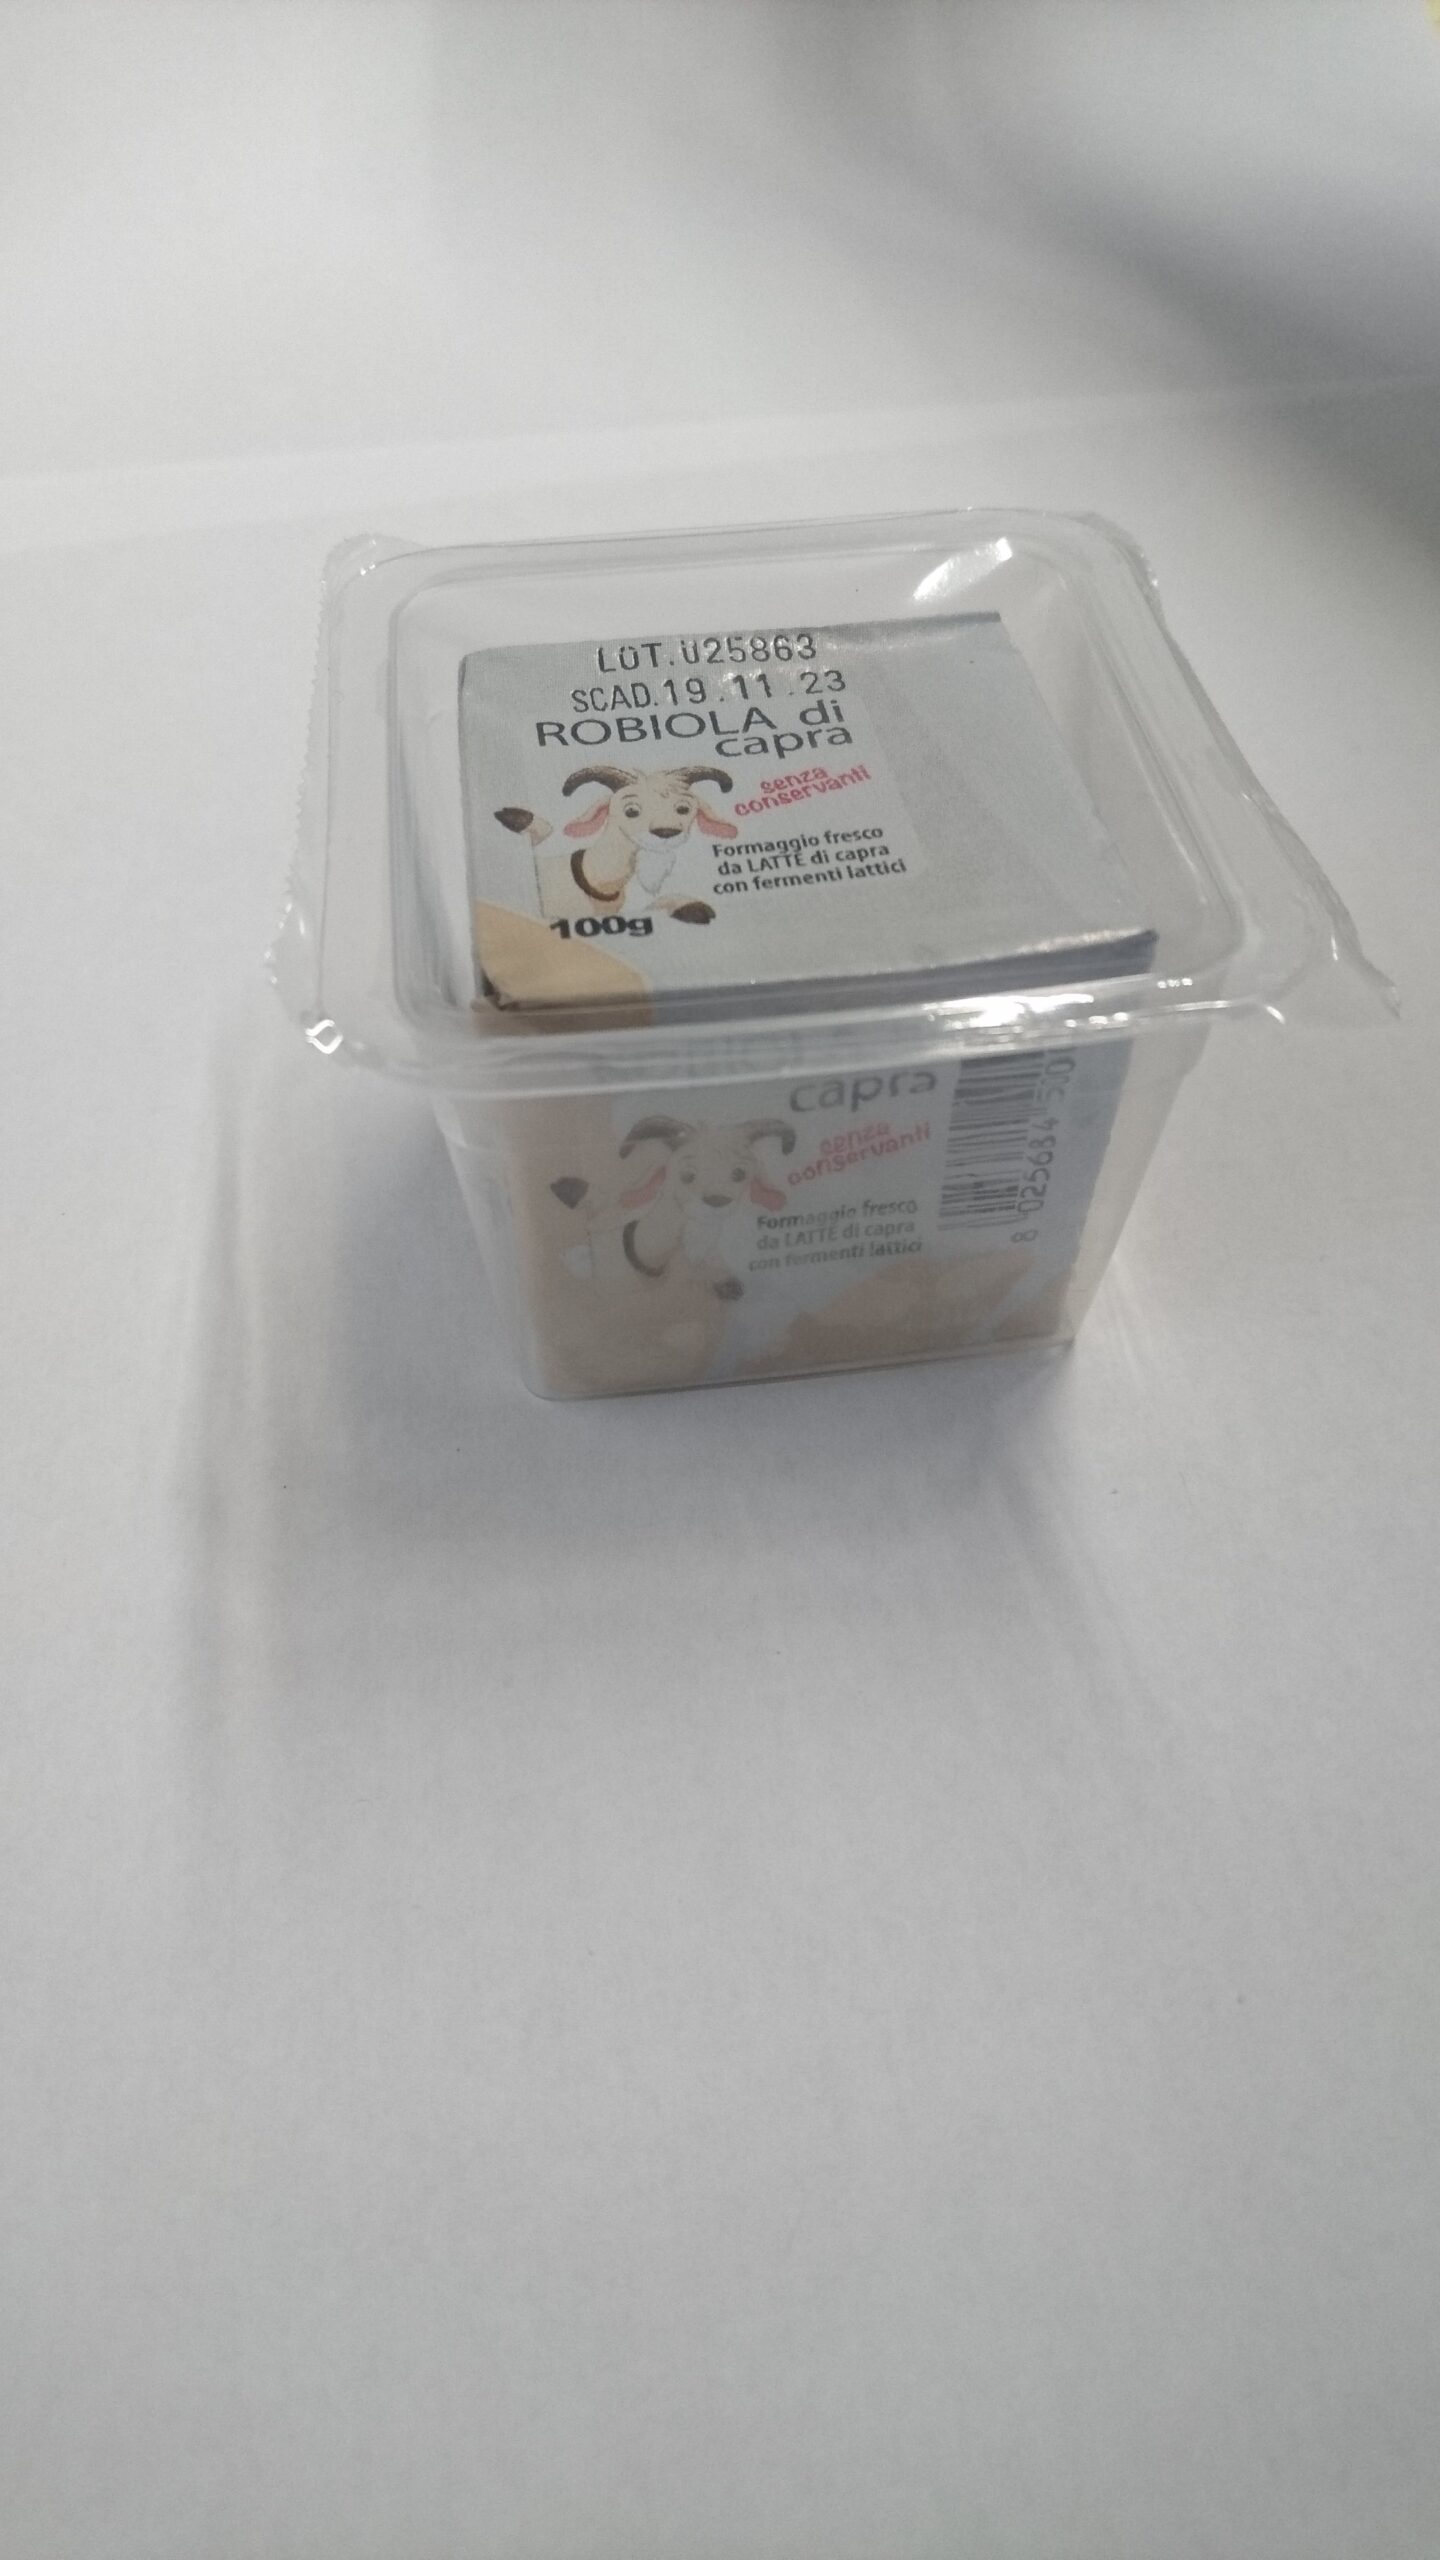 LOT.U25863
SCAD.19.11.23
ROBIOLA di
capra
senza
conservanti
Formaggio fresco
da LATTE di capra
con fermenti lattici
100g
capra
senza
conservanti
Formaggio fresco
da LATTE di capra
con fermenti lattici